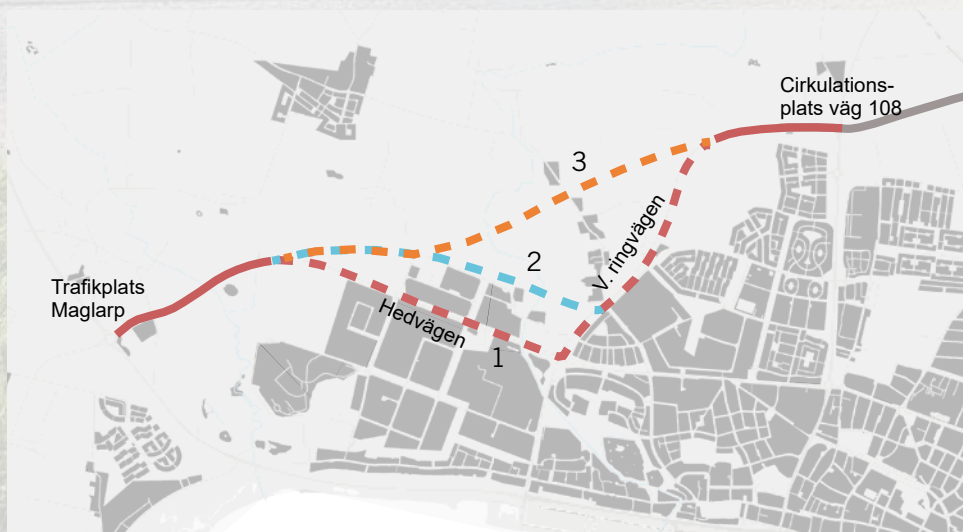 Cirkulations-
plats väg 108
3
V. ringvägen
2
Trafikplats
Maglarp
Hedvägen
1